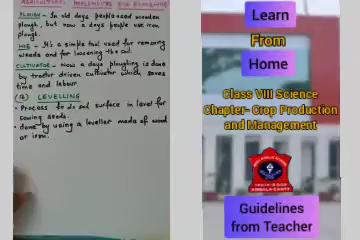 AGRICULTURAL IMPLEMENTS FOR PLOUGHING
PLOUGH - In old days people used wooden
plough, but now a days people use iron
plough.
HOE - It's a simple tool used for removing
weeds and for loosening the soil.
CULTIVATOR - Now a days ploughing is done
by tractor driven cultivator which saves
time and labour.
LEVELLING
• Process to do soil surface in level for
sowing seeds.
• done by using a leveller made of wood
or iron.
Learn
From
Home
Class VIII Science
Chapter- Crop Production
and Management
Guidelines
from Teacher